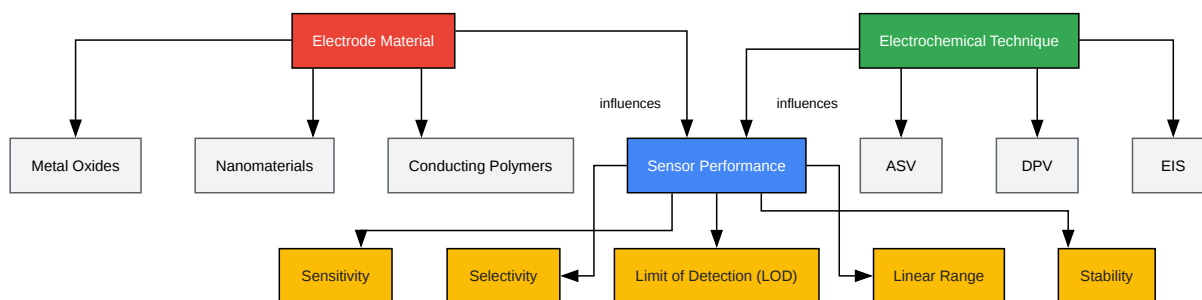 Electrode Material
Electrochemical Technique
influences
influences
Metal Oxides
Nanomaterials
Conducting Polymers
Sensor Performance
ASV
DPV
EIS
Sensitivity
Selectivity
Limit of Detection (LOD)
Linear Range
Stability